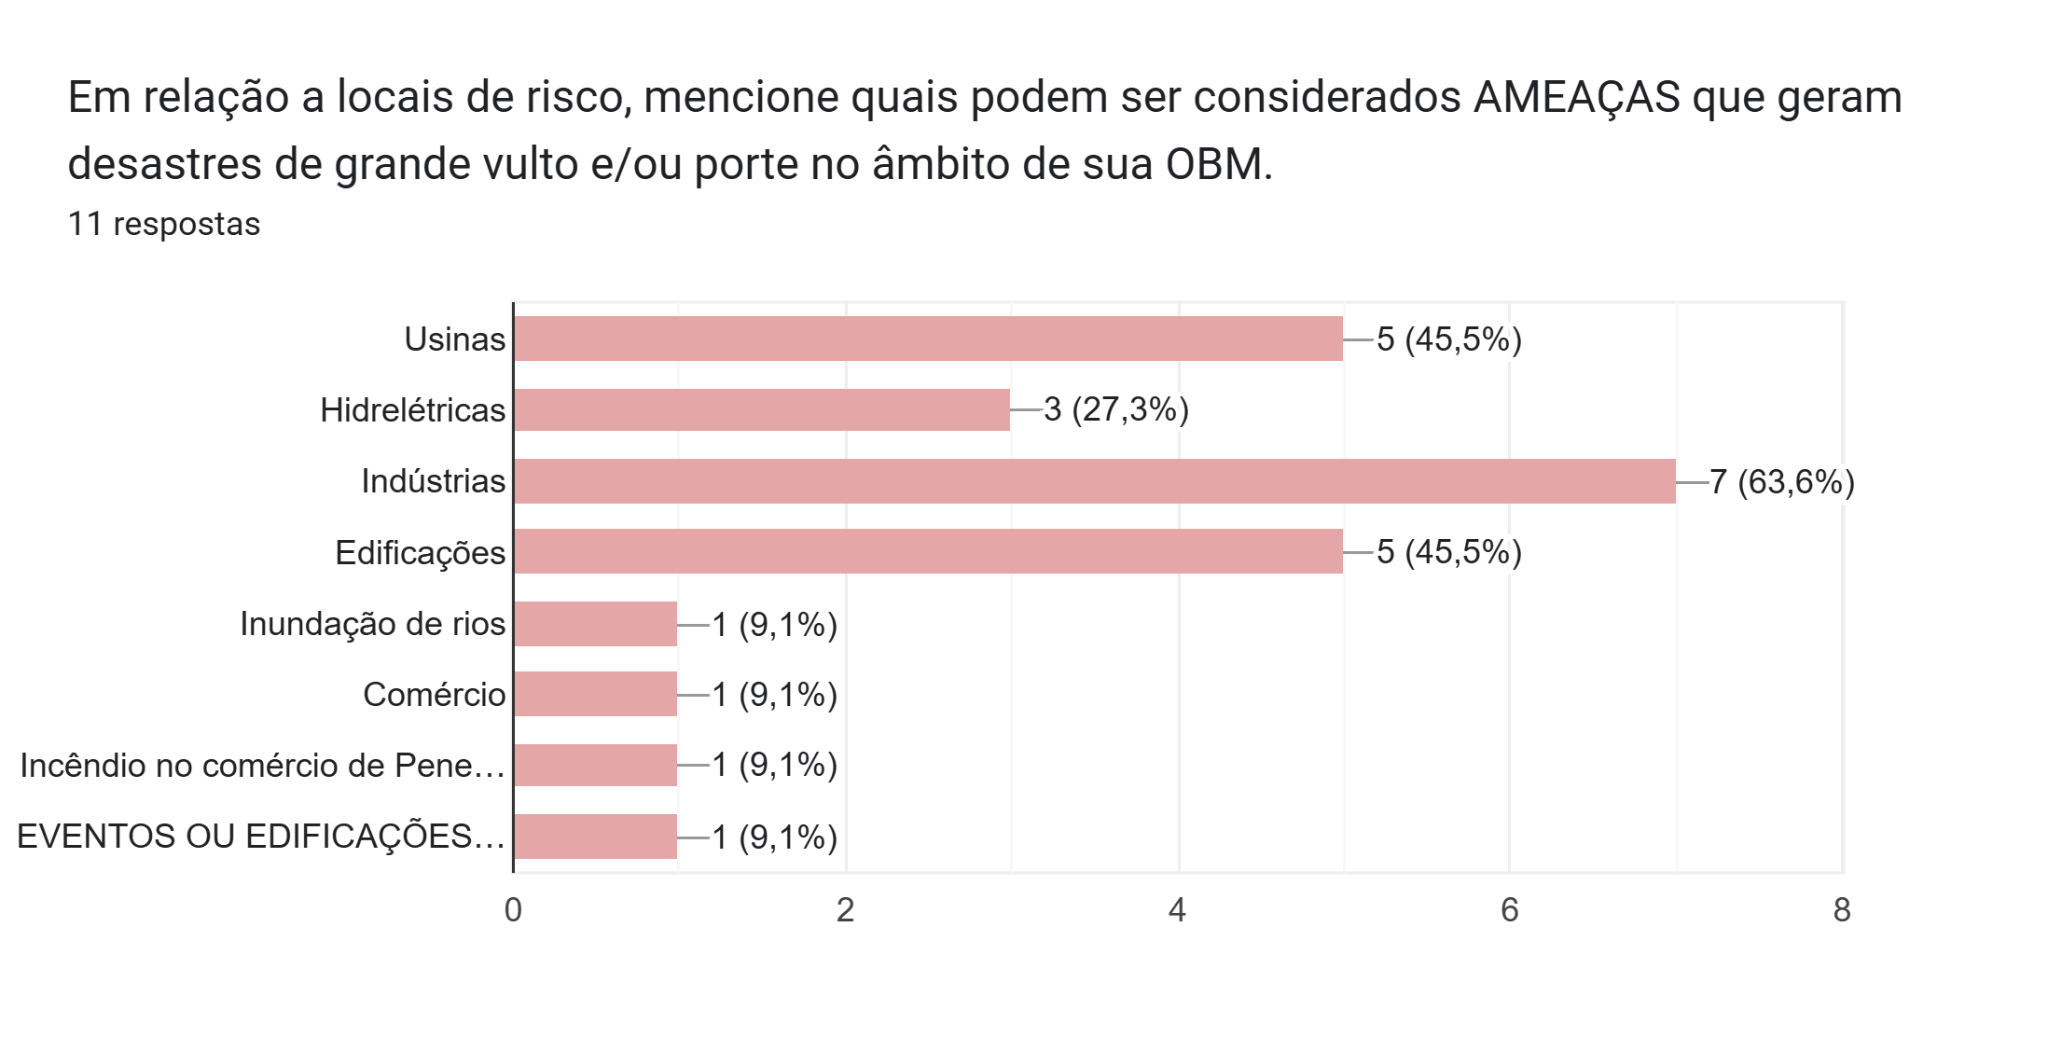 Em relação a locais de risco, mencione quais podem ser considerados AMEAÇAS que geram
desastres de grande vulto e/ou porte no âmbito de sua OBM.
11 respostas
Usinas 5 (45,5%)
Hidrelétricas 3 (27,3%)
Indústrias 7 (63,6%)
Edificações 5 (45,5%)
Inundação de rios 1 (9,1%)
Comércio 1 (9,1%)
Incêndio no comércio de Pene… 1 (9,1%)
EVENTOS OU EDIFICAÇÕES… 1 (9,1%)
0 2 4 6 8